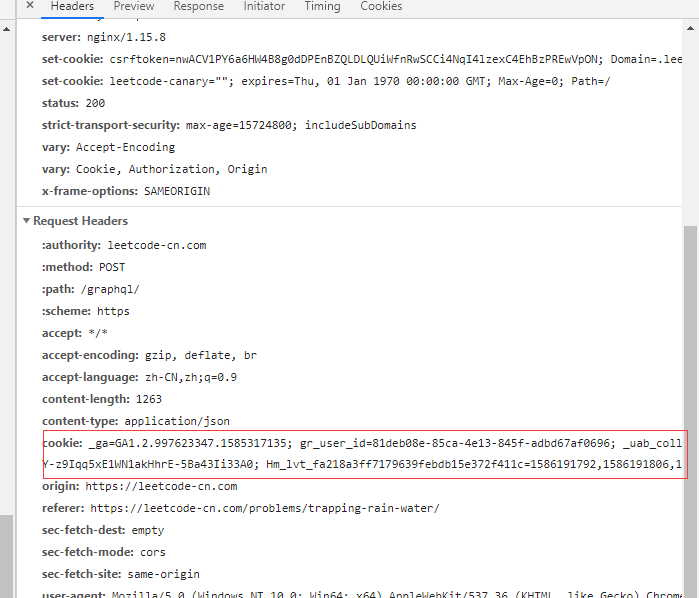 × Headers Preview Response Initiator Timing Cookies
server: nginx/1.15.8
set-cookie: csrftoken=nwACV1PY6a6HW4B8g0dDPEnBZQLDLQUiWfnRwSCCi4NqI4lzexC4EhBzPREwVpON; Domain=.lee
set-cookie: leetcode-canary=""; expires=Thu, 01 Jan 1970 00:00:00 GMT; Max-Age=0; Path=/
status: 200
strict-transport-security: max-age=15724800; includeSubDomains
vary: Accept-Encoding
vary: Cookie, Authorization, Origin
x-frame-options: SAMEORIGIN
Request Headers
:authority: leetcode-cn.com
:method: POST
:path: /graphql/
:scheme: https
accept: */*
accept-encoding: gzip, deflate, br
accept-language: zh-CN,zh;q=0.9
content-length: 1263
content-type: application/json
cookie: _ga=GA1.2.997623347.1585317135; gr_user_id=81deb08e-85ca-4e13-845f-adbd67af0696; _uab_coll
Y-z9Iqq5xE1WN1akHhrE-5Ba43Ii33A0; Hm_lvt_fa218a3ff7179639febdb15e372f411c=1586191792,1586191806,1
origin: https://leetcode-cn.com
referer: https://leetcode-cn.com/problems/trapping-rain-water/
sec-fetch-dest: empty
sec-fetch-mode: cors
sec-fetch-site: same-origin
user-agent: Mozilla/5.0 (Windows NT 10.0; Win64; x64) AppleWebKit/537.36 (KHTML, like Gecko) Chrome